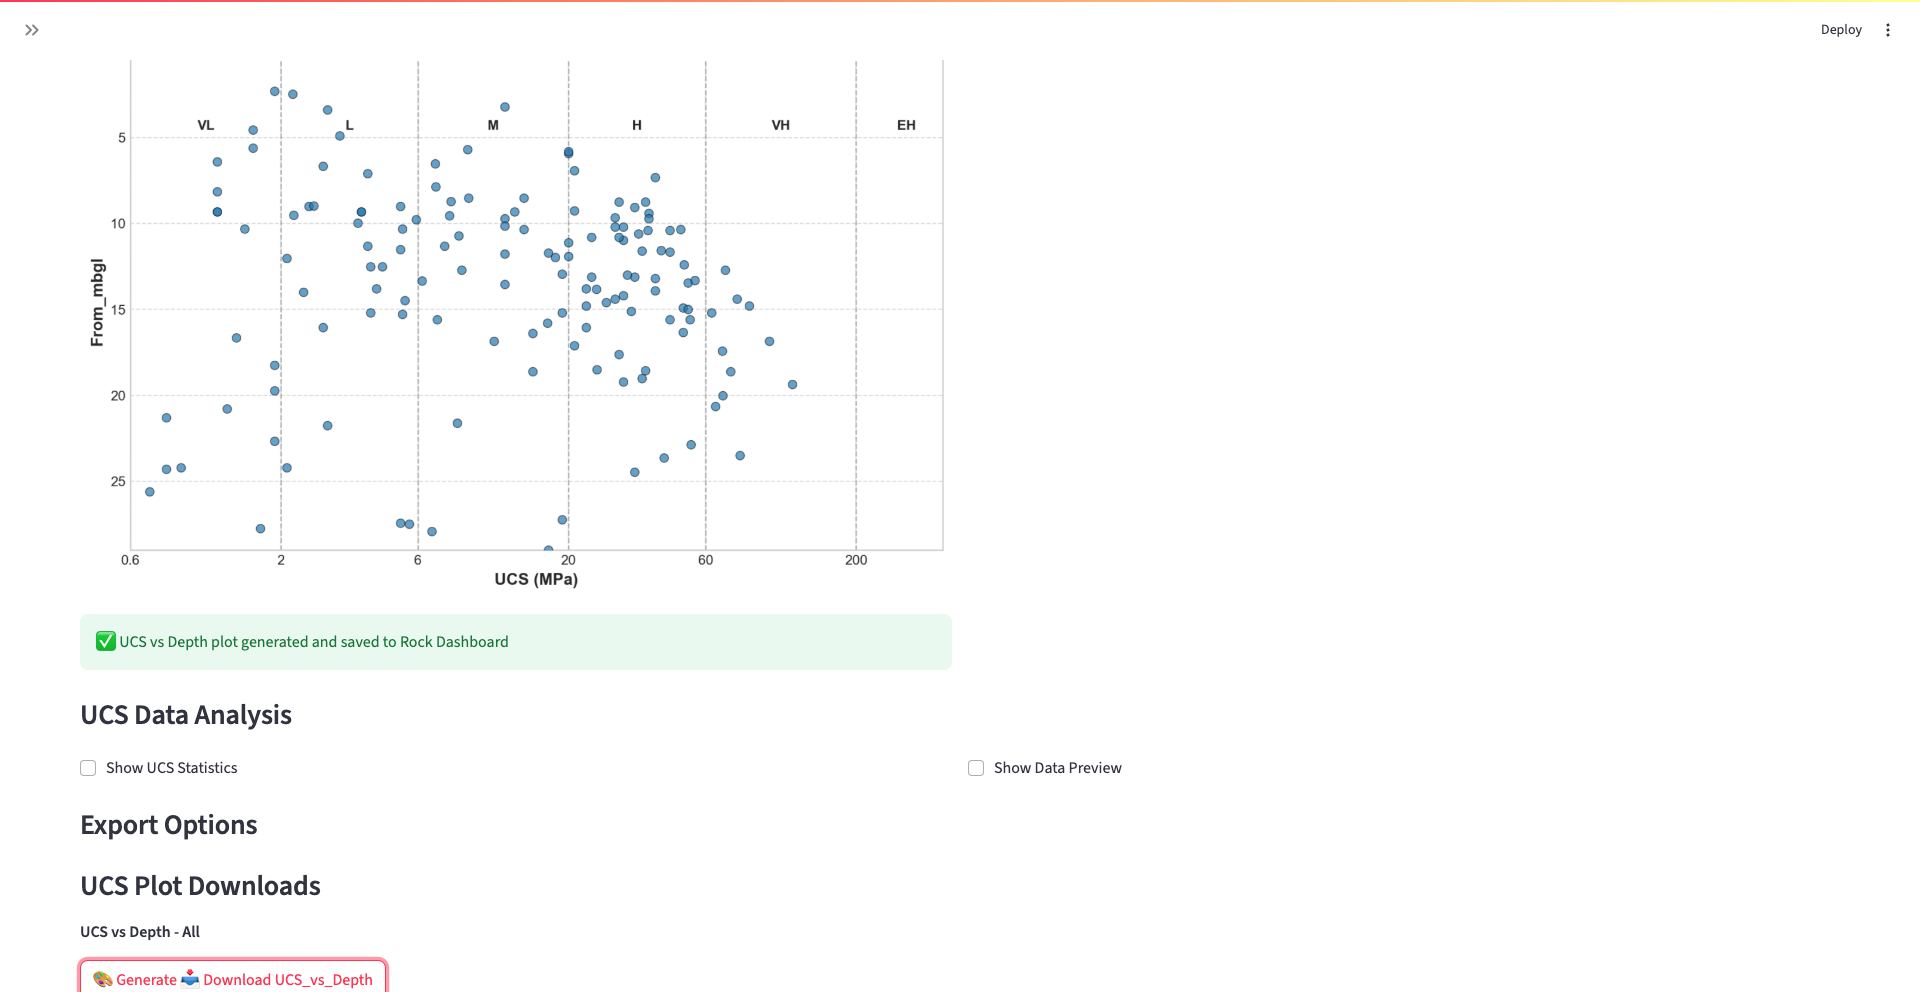 Deploy
VL L M H VH EH
5
10
15
20
25
From_mbgl
0.6 2 6 20 60 200
UCS (MPa)
✅ UCS vs Depth plot generated and saved to Rock Dashboard
UCS Data Analysis
Show UCS Statistics
Show Data Preview
Export Options
UCS Plot Downloads
UCS vs Depth - All
🎨 Generate 📥 Download UCS_vs_Depth